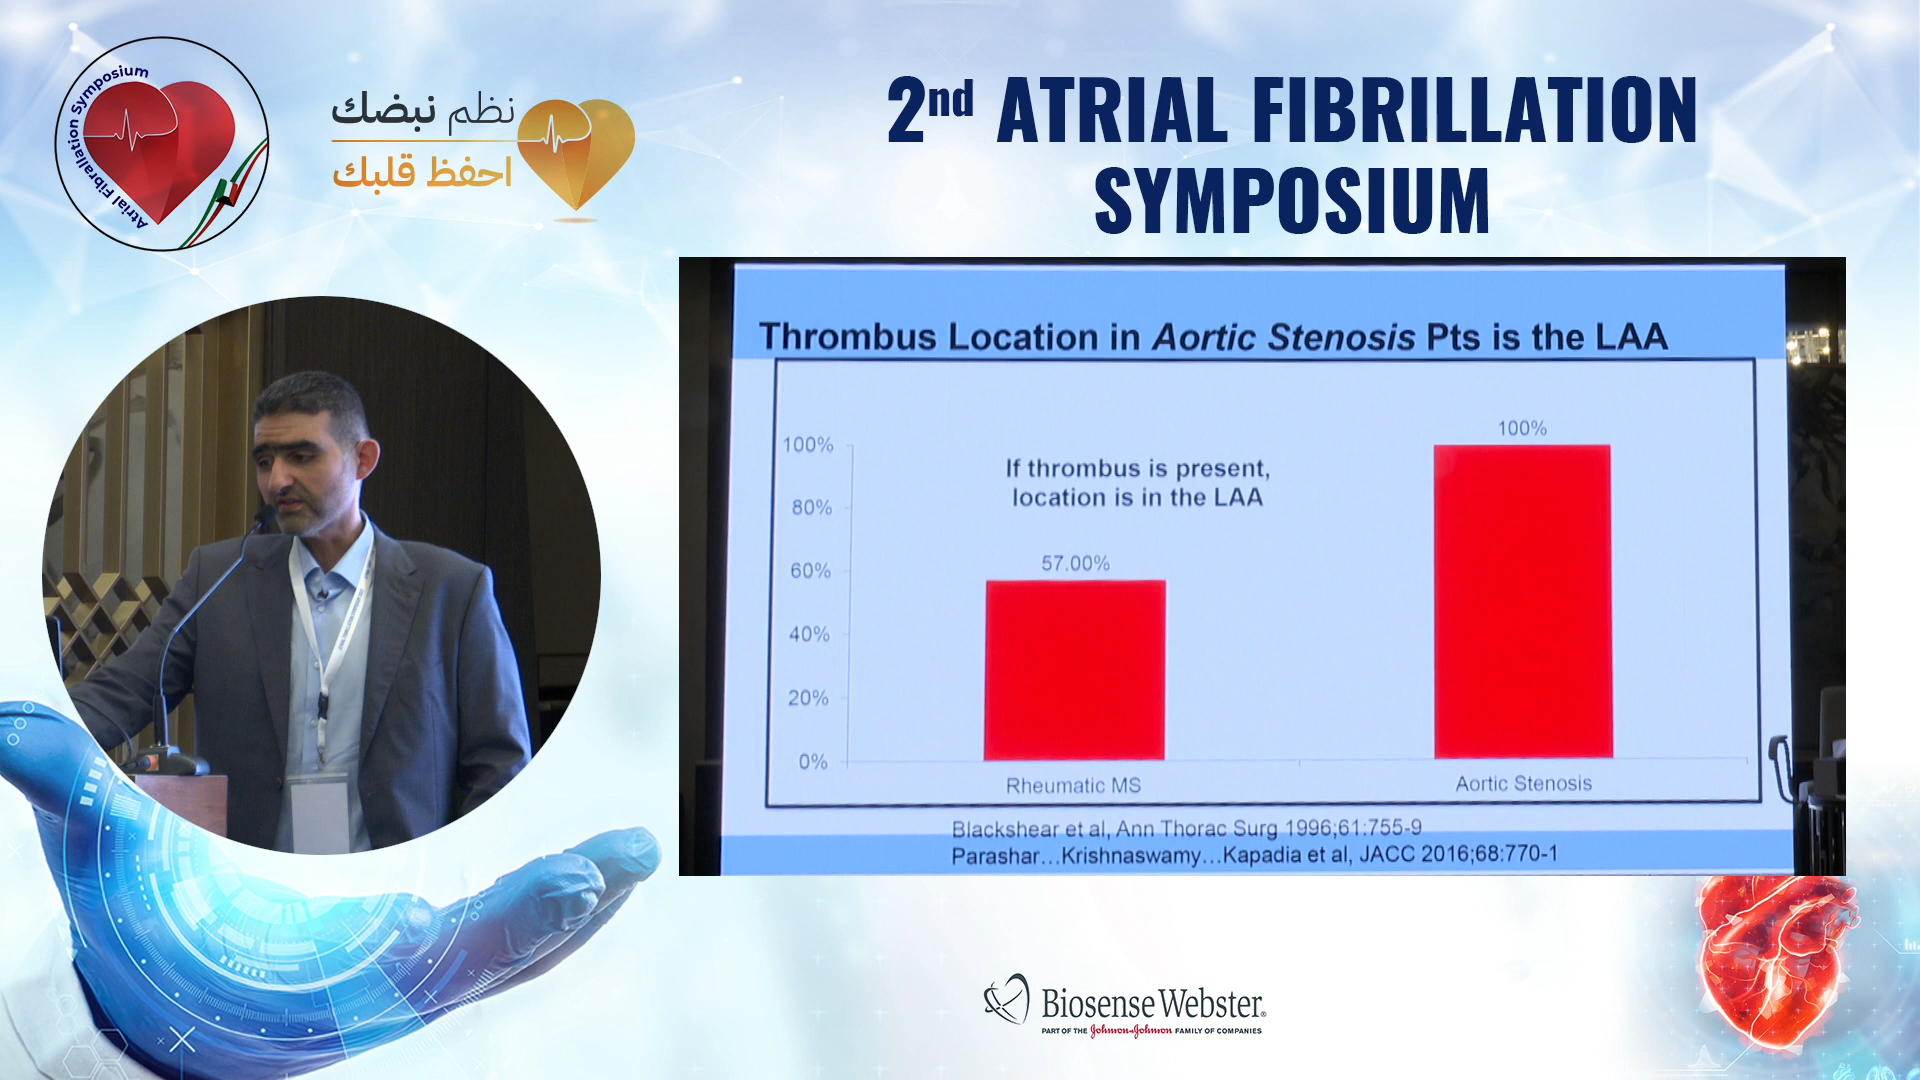 Atrial Fibrallation Symposium
نظم نبضك
احفظ قلبك
2nd ATRIAL FIBRILLATION
SYMPOSIUM
Thrombus Location in Aortic Stenosis Pts is the LAA
100%
80%
60%
40%
20%
0%
If thrombus is present,
location is in the LAA
57.00%
100%
Rheumatic MS
Aortic Stenosis
Blackshear et al, Ann Thorac Surg 1996;61:755-9
Parashar…Krishnaswamy…Kapadia et al, JACC 2016;68:770-1
Biosense Webster®
PART OF THE Johnson & Johnson FAMILY OF COMPANIES